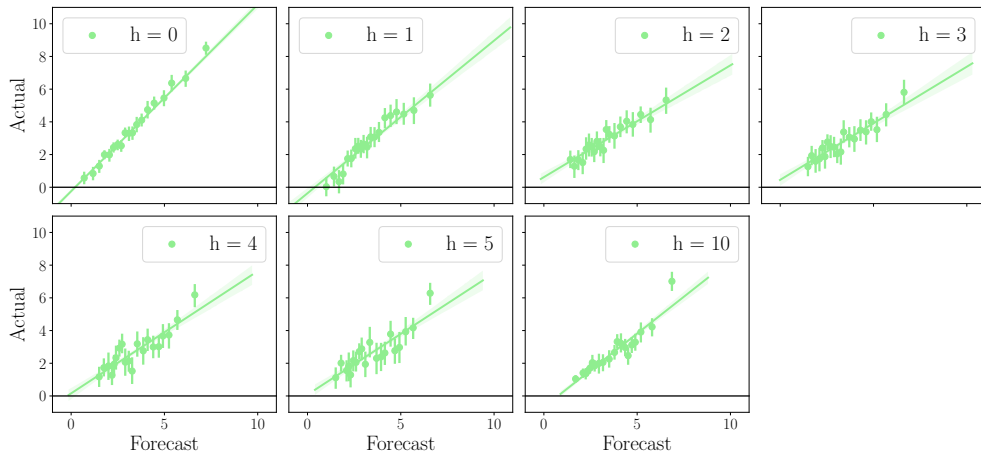 h = 0
h = 1
h = 2
h = 3
10
8
6
4
2
0
Actual
h = 4
h = 5
h = 10
10
8
6
4
2
0
Actual
0 5 10
0 5 10
0 5 10
Forecast
Forecast
Forecast